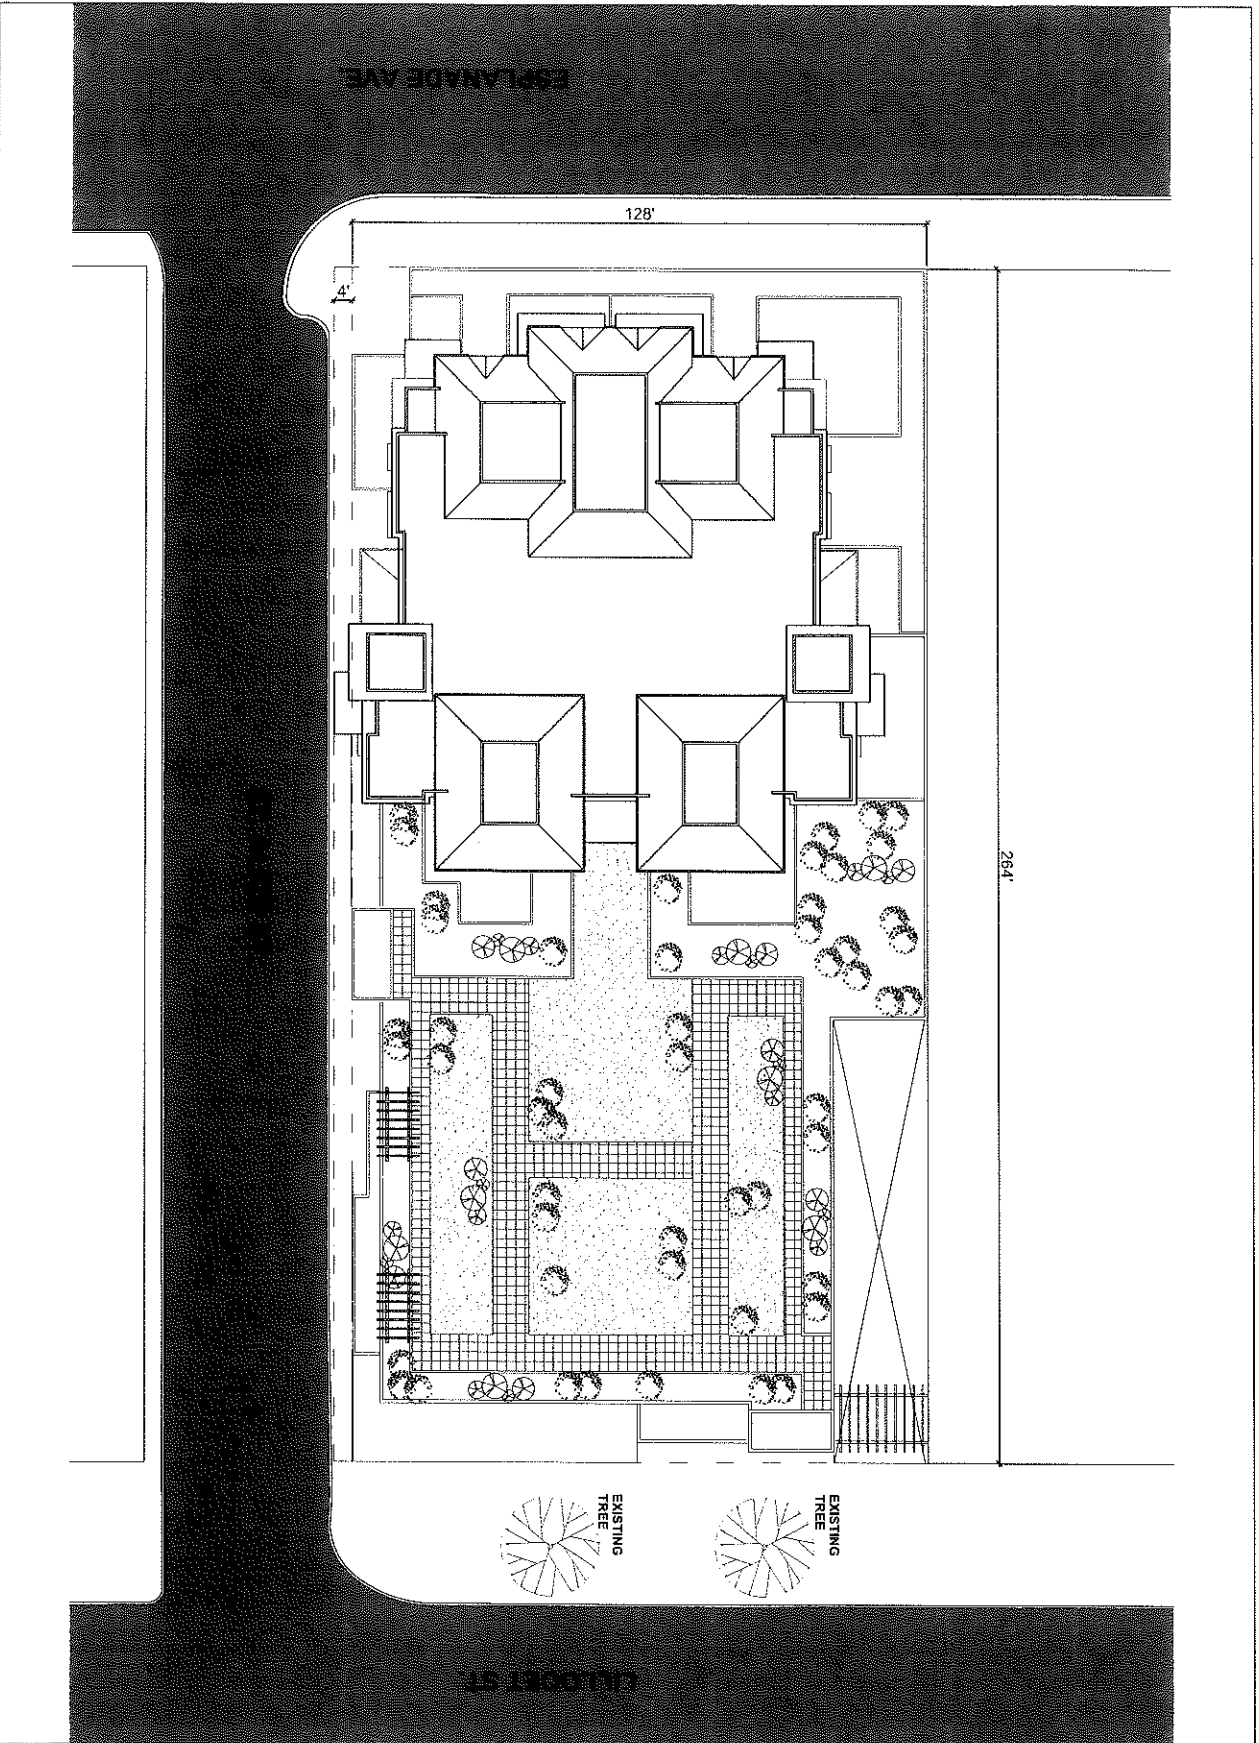 ESPLANADE AVE.
128'
4'
264'
EXISTING
TREE
EXISTING
TREE
LILLOOET ST.